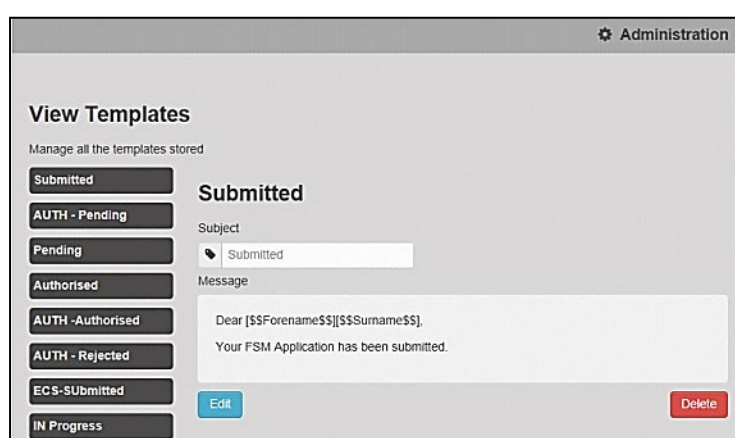 Administration
View Templates
Manage all the templates stored
Submitted
AUTH - Pending
Pending
Authorised
AUTH -Authorised
AUTH - Rejected
ECS-SUbmitted
IN Progress
Submitted
Subject
Submitted
Message
Dear [$$Forename$$][$$Surname$$],
Your FSM Application has been submitted.
Edit
Delete